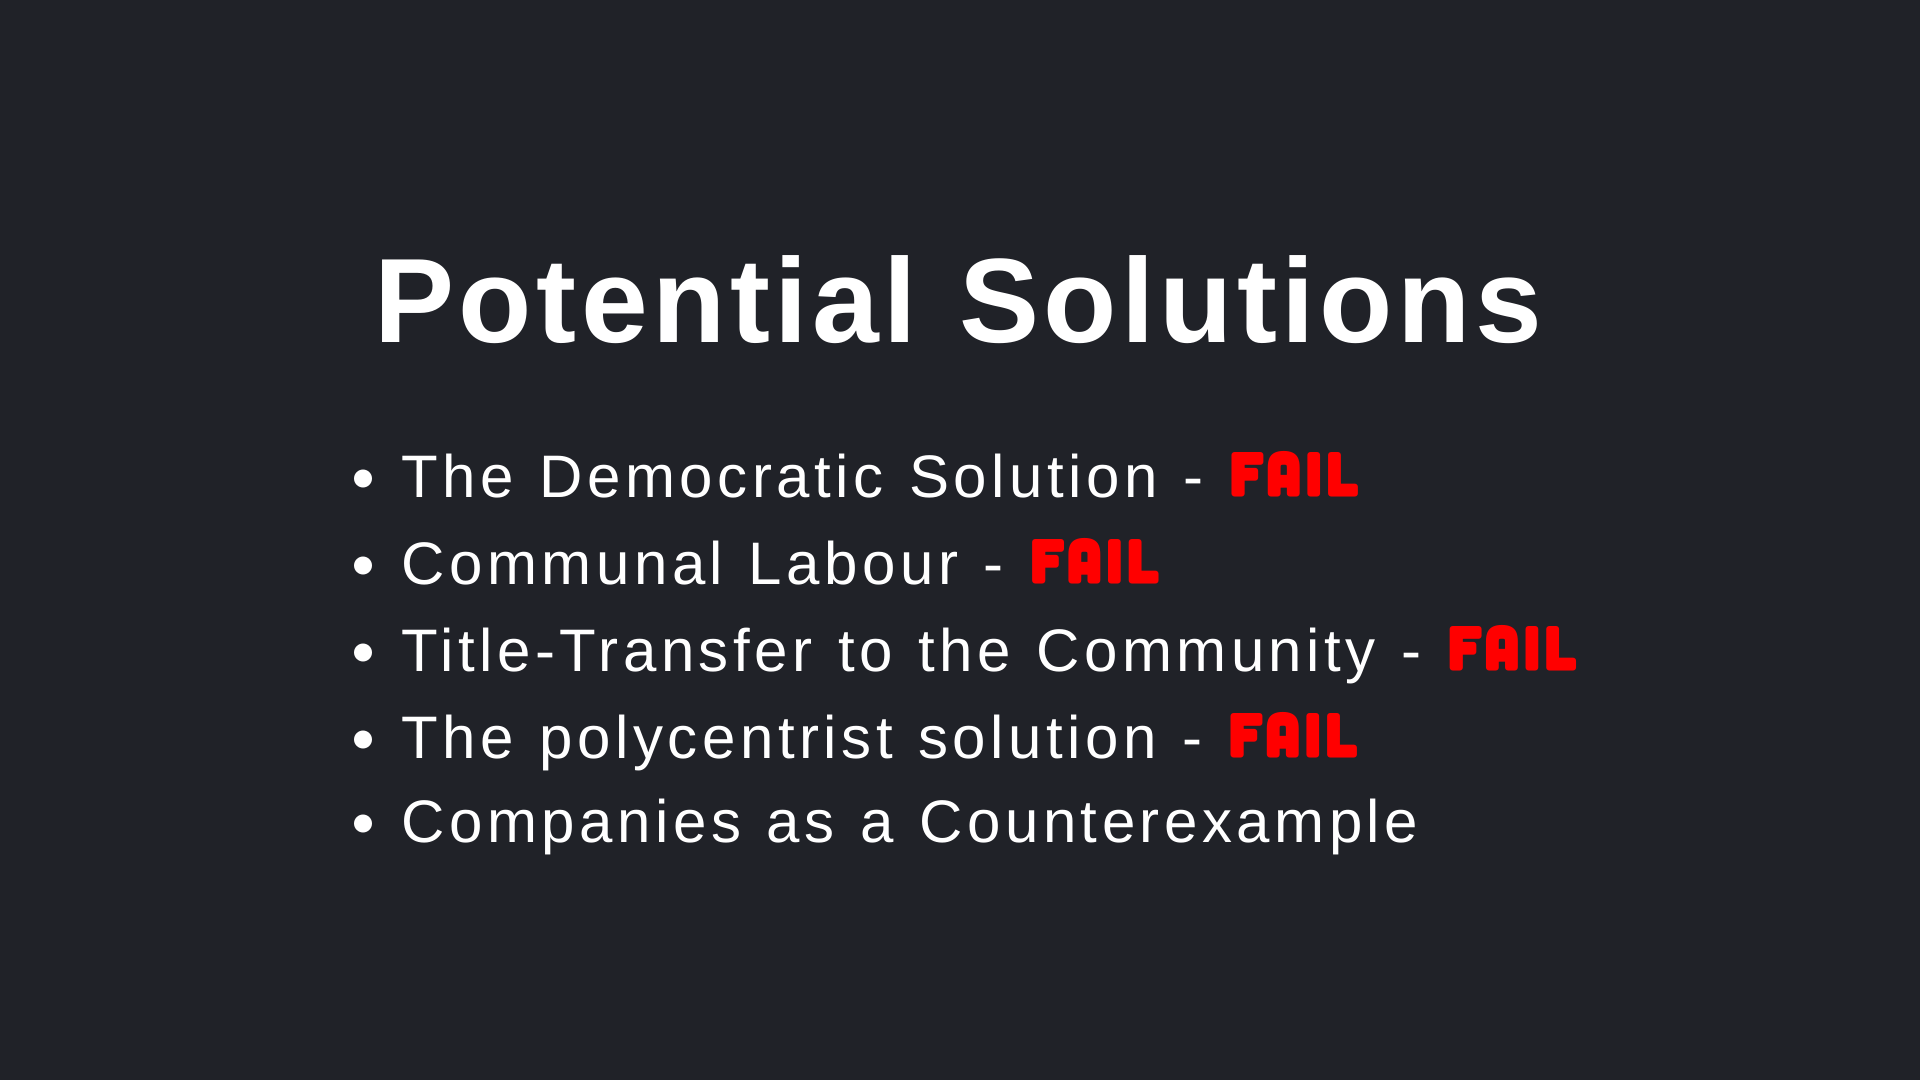 Potential Solutions
• The Democratic Solution - FAIL
• Communal Labour - FAIL
• Title-Transfer to the Community - FAIL
• The polycentrist solution - FAIL
• Companies as a Counterexample